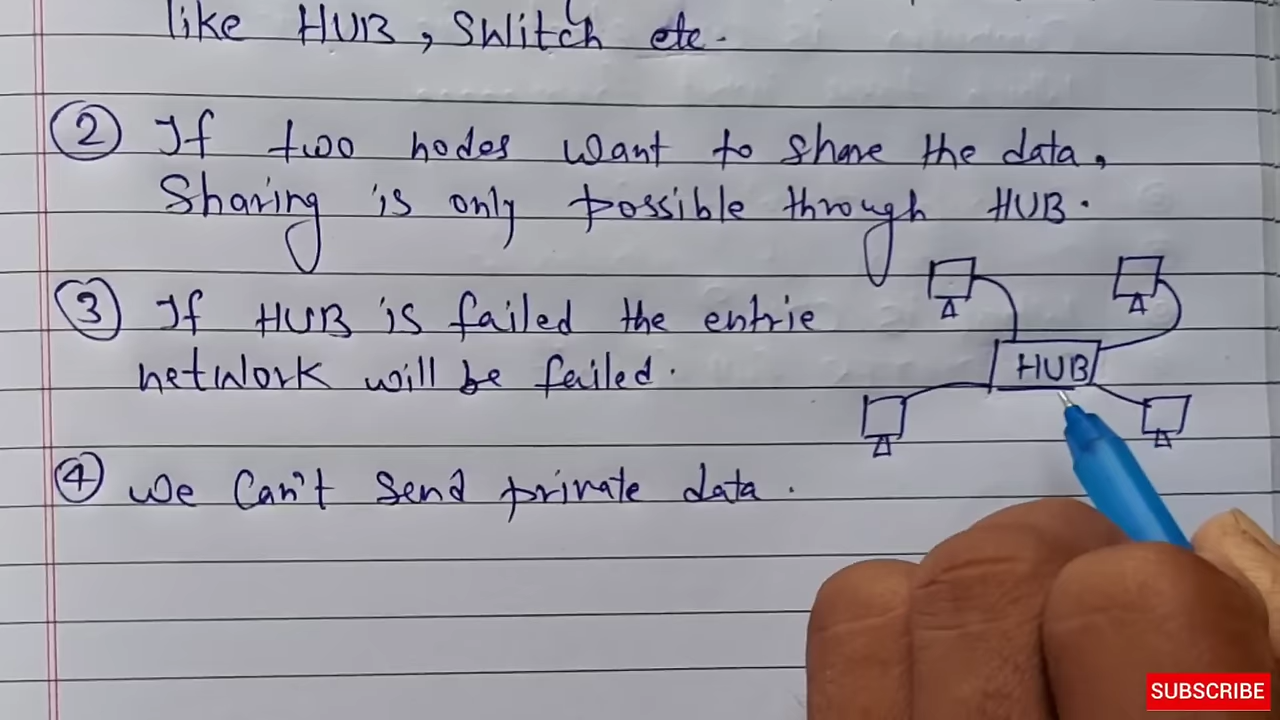 like HUB, Switch etc.
② If two nodes want to share the data,
Sharing is only possible through HUB.
③ If HUB is failed the entrie
network will be failed.
HUB
④ We can't send private data.
SUBSCRIBE